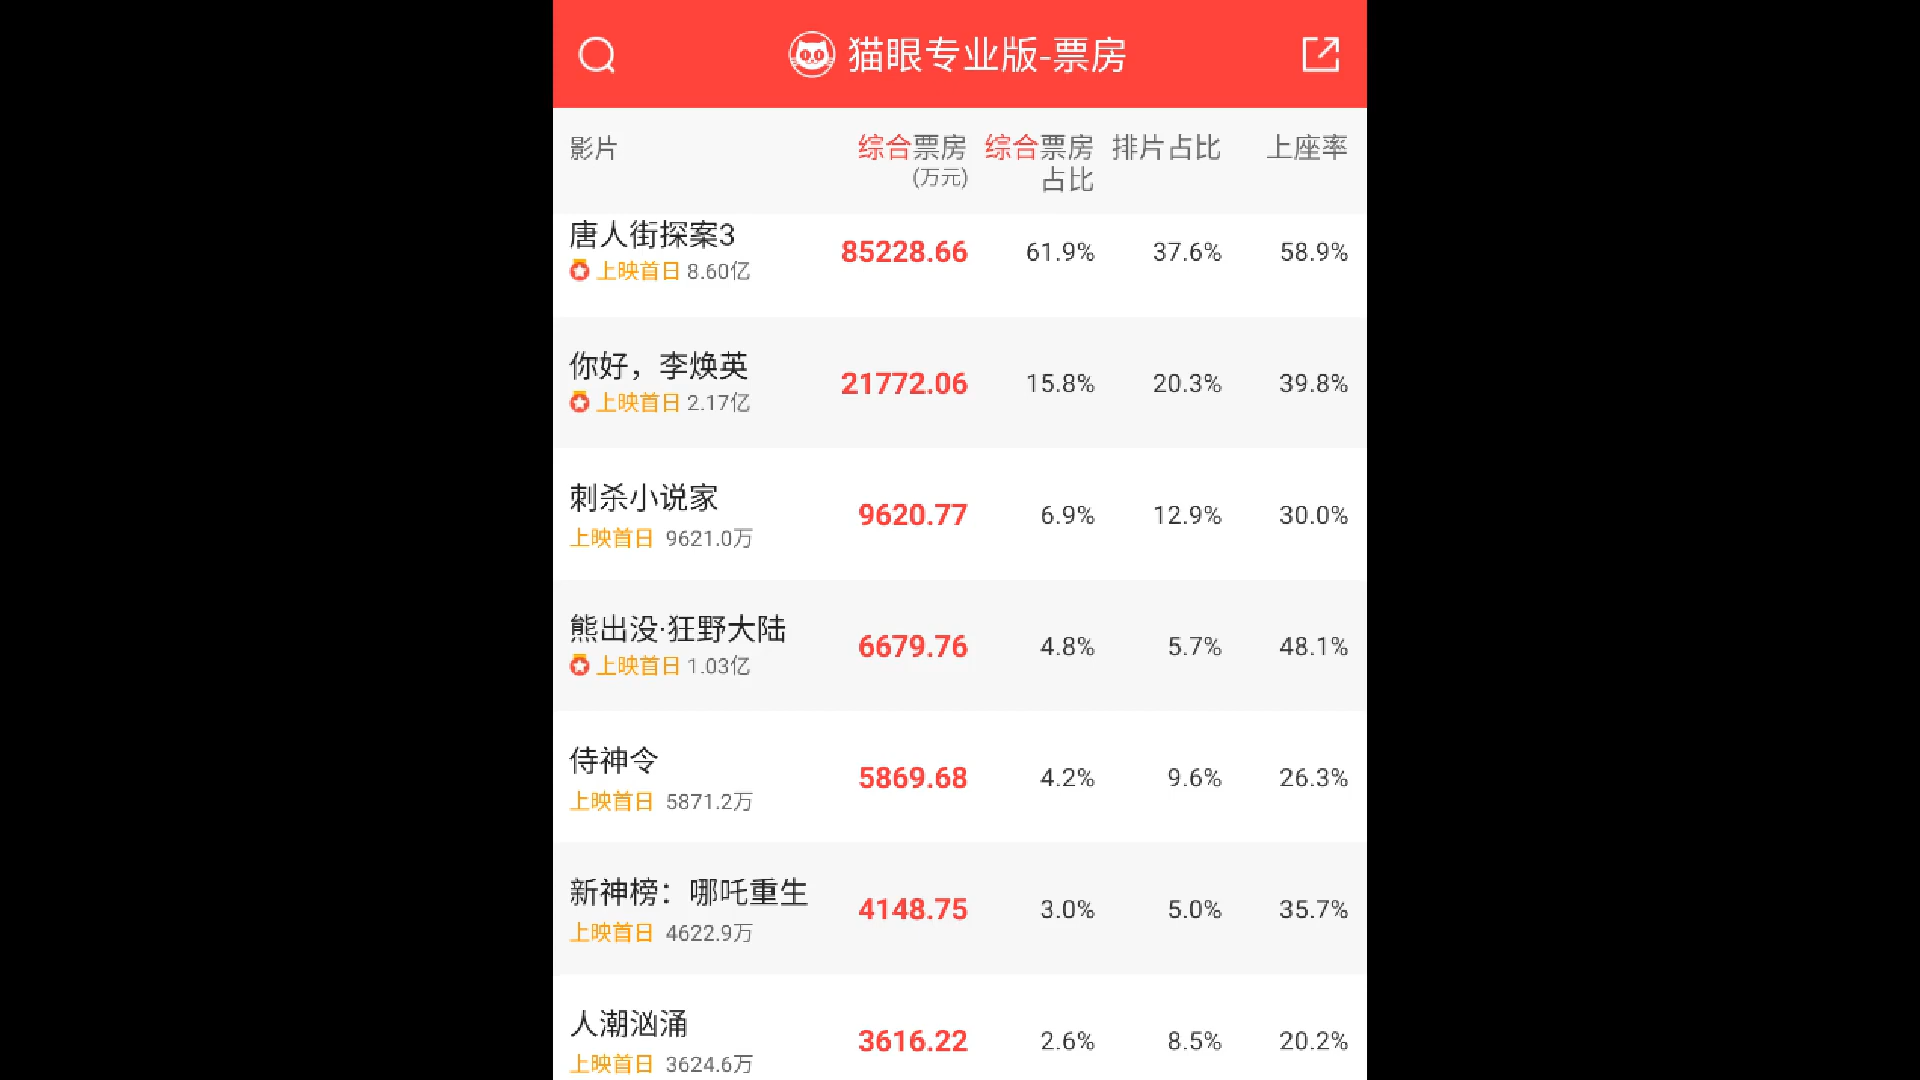 猫眼专业版-票房
影片 综合票房 综合票房 排片占比 上座率
(万元) 占比
唐人街探案3
85228.66 61.9% 37.6% 58.9%
上映首日 8.60亿
你好，李焕英
21772.06 15.8% 20.3% 39.8%
上映首日 2.17亿
刺杀小说家
9620.77 6.9% 12.9% 30.0%
上映首日 9621.0万
熊出没·狂野大陆
6679.76 4.8% 5.7% 48.1%
上映首日 1.03亿
侍神令
5869.68 4.2% 9.6% 26.3%
上映首日 5871.2万
新神榜：哪吒重生
4148.75 3.0% 5.0% 35.7%
上映首日 4622.9万
人潮汹涌
3616.22 2.6% 8.5% 20.2%
上映首日 3624.6万